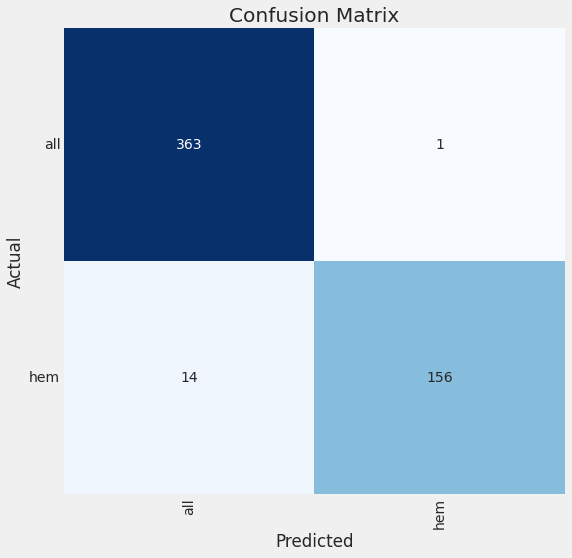 Confusion Matrix
all
363
1
Actual
hem
14
156
all
hem
Predicted